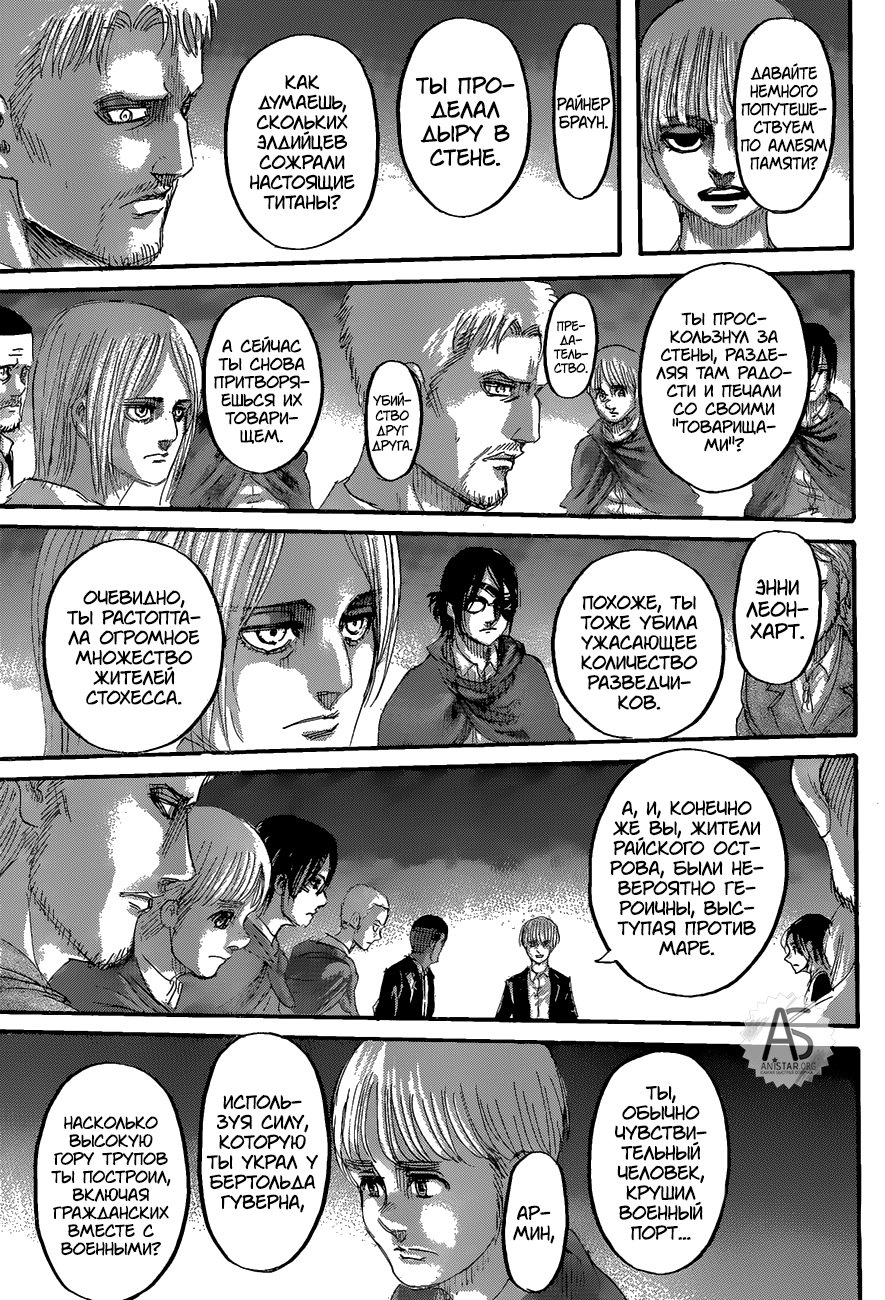 ДАВАЙТЕ
НЕМНОГО
ПОПУТЕШЕ-
СТВУЕМ
ПО АЛЛЕЯМ
ПАМЯТИ?
РАЙНЕР
БРАУН.
ТЫ ПРО-
ДЕЛАЛ
ДЫРУ В
СТЕНЕ.
КАК
ДУМАЕШЬ,
СКОЛЬКИХ
ЭЛДИЙЦЕВ
СОЖРАЛИ
НАСТОЯЩИЕ
ТИТАНЫ?
ТЫ ПРОС-
КОЛЬЗНУЛ ЗА
СТЕНЫ, РАЗДЕ-
ЛЯЯ ТАМ РАДО-
СТИ И ПЕЧАЛИ
СО СВОИМИ
"ТОВАРИЩА-
МИ"?
ПРЕ-
ДА-
ТЕЛЬ-
СТВО.
УБИЙ-
СТВО
ДРУГ
ДРУГА.
А СЕЙЧАС
ТЫ СНОВА
ПРИТВОРЯ-
ЕШЬСЯ ИХ
ТОВАРИ-
ЩЕМ.
ЭННИ
ЛЕОН-
ХАРТ.
ПОХОЖЕ, ТЫ
ТОЖЕ УБИЛА
УЖАСАЮЩЕЕ
КОЛИЧЕСТВО
РАЗВЕДЧИ-
КОВ.
ОЧЕВИДНО,
ТЫ РАСТОПТА-
ЛА ОГРОМНОЕ
МНОЖЕСТВО
ЖИТЕЛЕЙ
СТОХЕССА.
А, И, КОНЕЧНО
ЖЕ ВЫ, ЖИТЕЛИ
РАЙСКОГО ОСТ-
РОВА, БЫЛИ НЕ-
ВЕРОЯТНО ГЕ-
РОИЧНЫ, ВЫС-
ТУПАЯ ПРОТИВ
МАРЕ.
AS
ANISTAR.ORG
САМАЯ БЫСТРАЯ ОЗВУЧКА
ТЫ,
ОБЫЧНО
ЧУВСТВИ-
ТЕЛЬНЫЙ
ЧЕЛОВЕК,
КРУШИЛ
ВОЕННЫЙ
ПОРТ...
АР-
МИН,
ИСПОЛЬ-
ЗУЯ СИЛУ,
КОТОРУЮ
ТЫ УКРАЛ У
БЕРТОЛЬДА
ГУВЕРНА,
НАСКОЛЬКО
ВЫСОКУЮ
ГОРУ ТРУПОВ
ТЫ ПОСТРОИЛ,
ВКЛЮЧАЯ
ГРАЖДАНСКИХ
ВМЕСТЕ С
ВОЕННЫМИ?